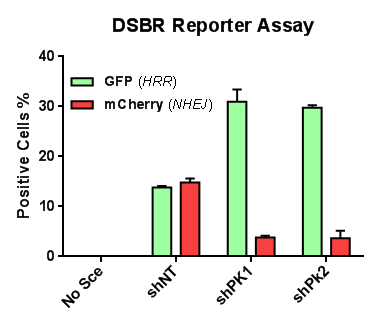 DSBR Reporter Assay
Positive Cells %
40
30
20
10
0
GFP (HRR)
mCherry (NHEJ)
No Sce
shNT
shPK1
shPk2